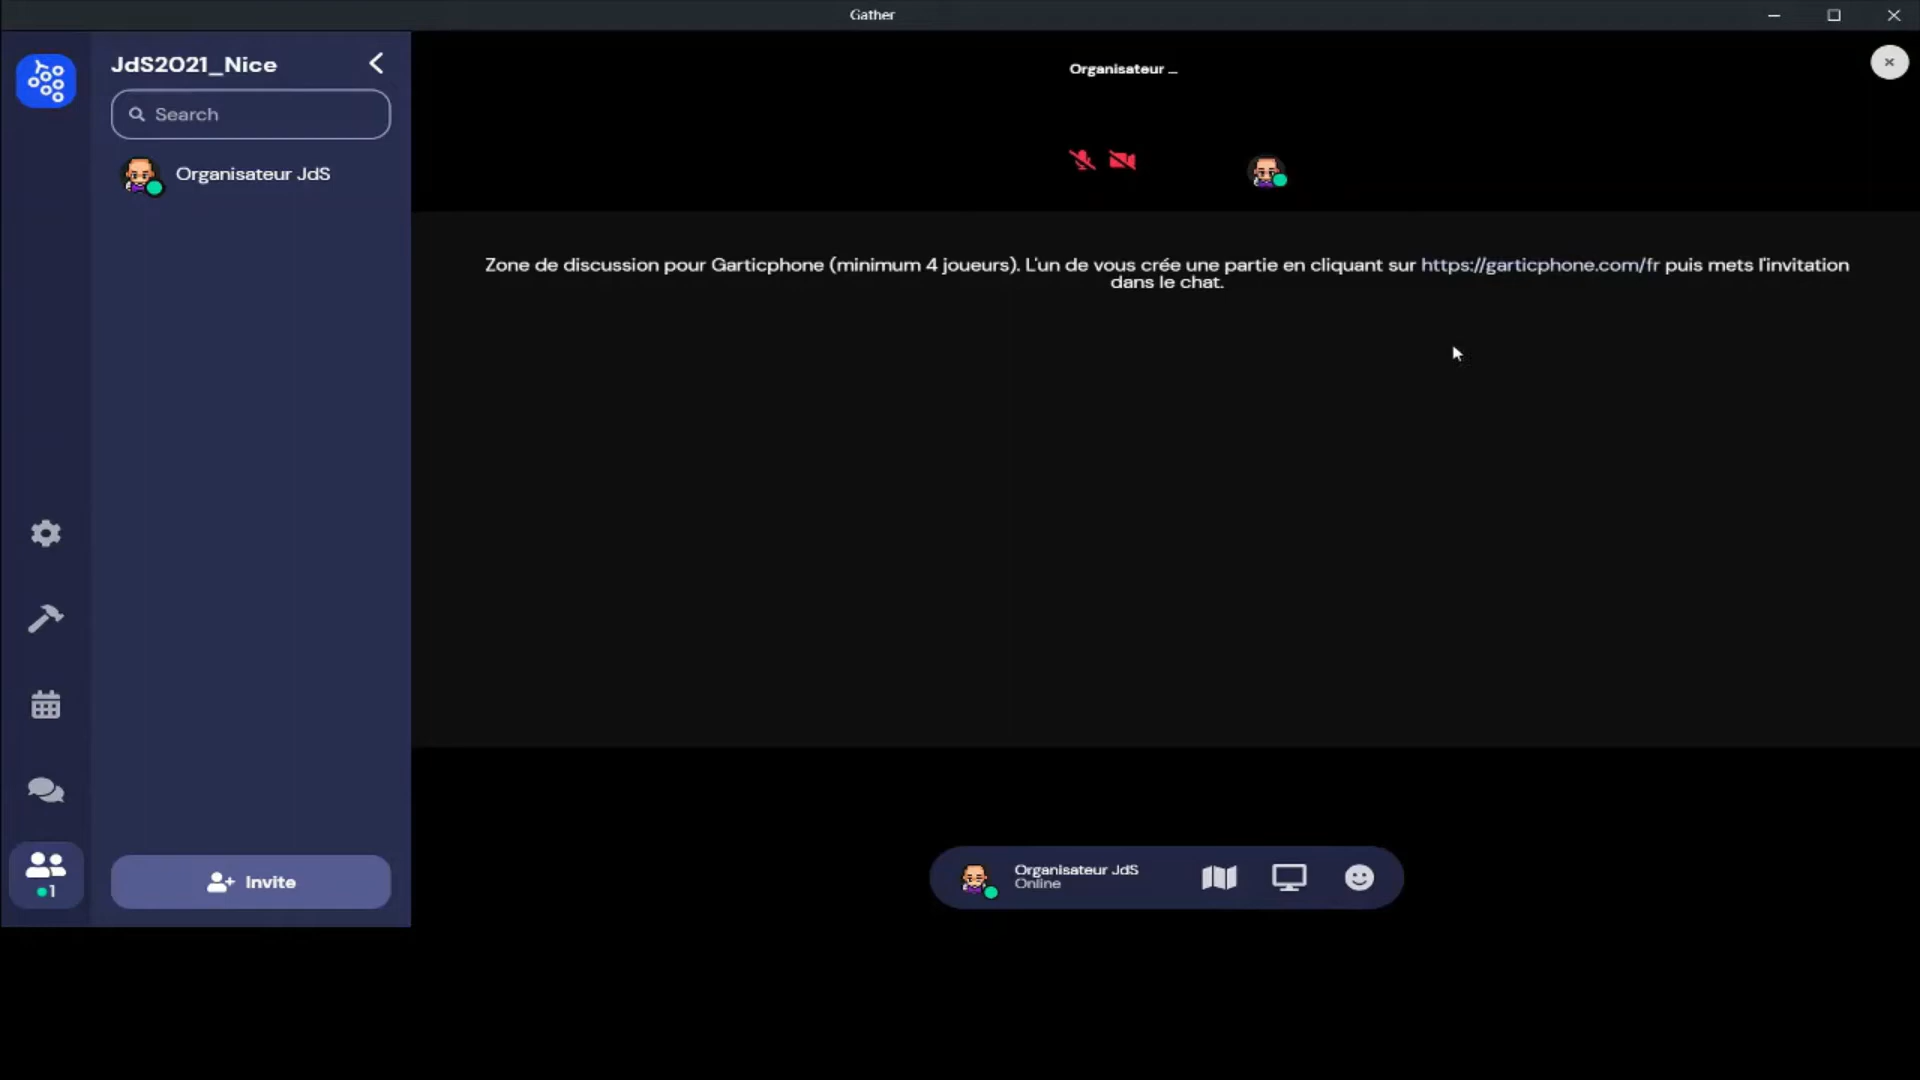 Gather
JdS2021_Nice
Organisateur ...
Search
Organisateur JdS
Zone de discussion pour Garticphone (minimum 4 joueurs). L'un de vous crée une partie en cliquant sur https://garticphone.com/fr puis mets l'invitation
dans le chat.
1
Invite
Organisateur JdS
Online